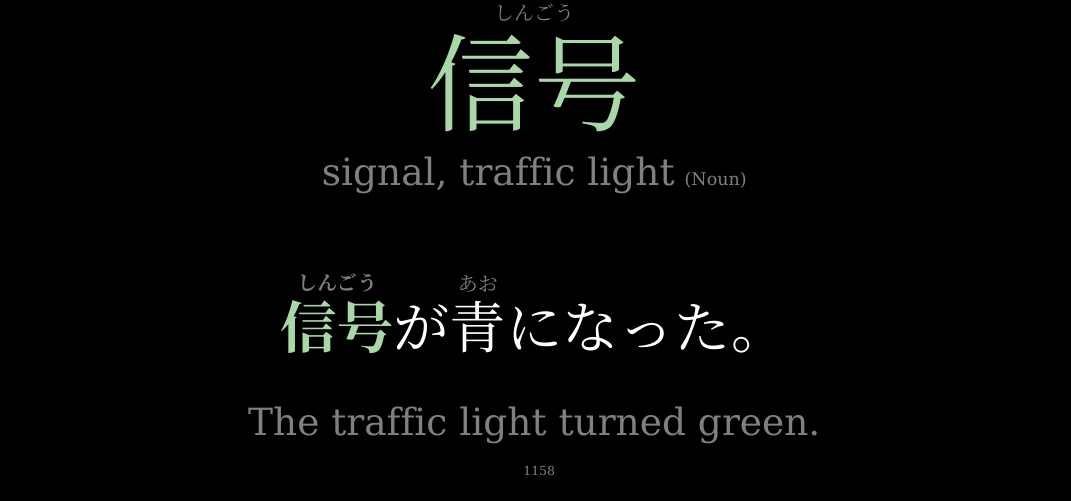 しんごう
信号
signal, traffic light (Noun)
しんごう あお
信号が青になった。
The traffic light turned green.
1158